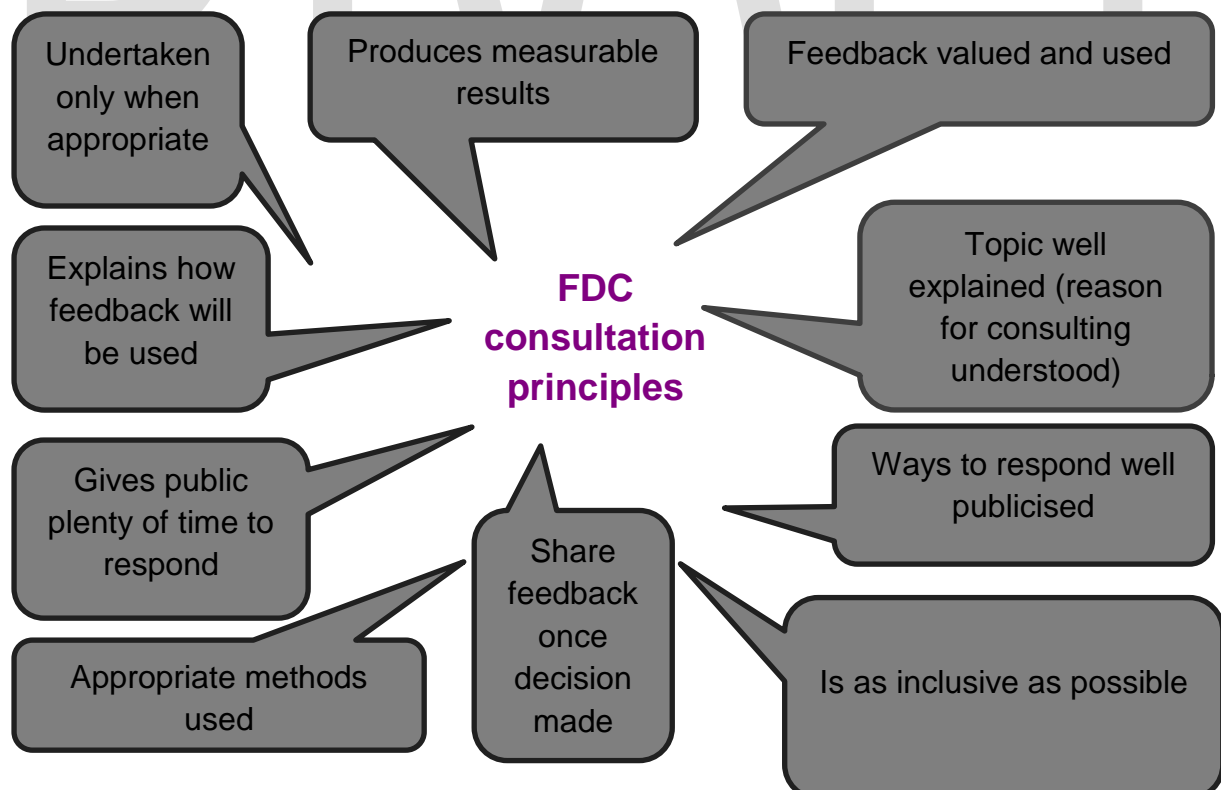 Undertaken
only when
appropriate
Produces measurable
results
Feedback valued and used
Explains how
feedback will
be used
FDC
consultation
principles
Topic well
explained (reason
for consulting
understood)
Gives public
plenty of time to
respond
Ways to respond well
publicised
Share
feedback
once
decision
made
Appropriate methods
used
Is as inclusive as possible